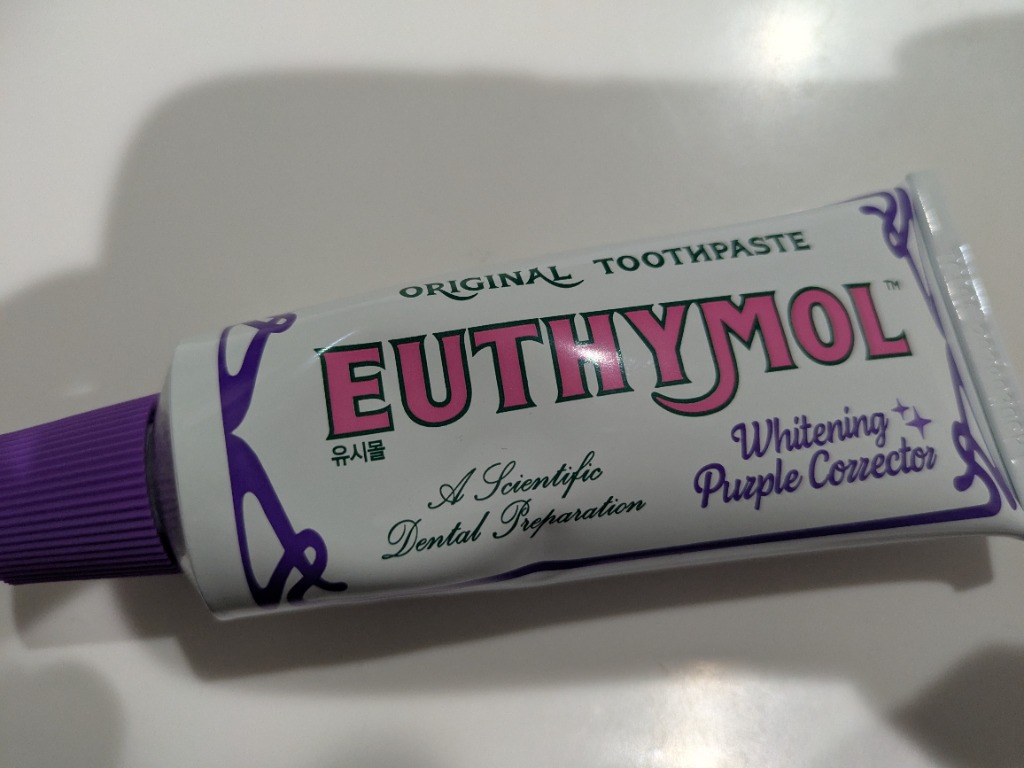 ORIGINAL TOOTHPASTE
EUTHYMOL™
유시몰
A Scientific
Dental Preparation
Whitening
Purple Corrector